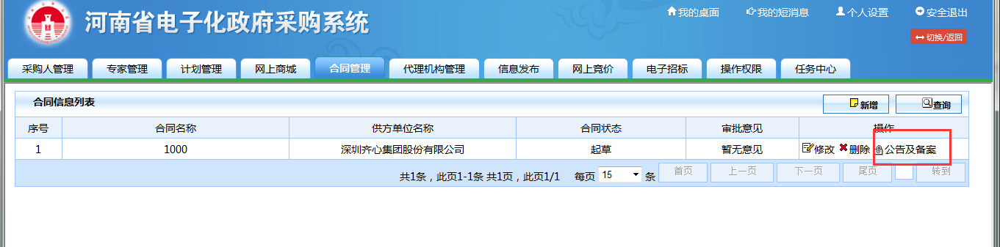 河南省电子化政府采购系统
我的桌面 我的短消息 个人设置 安全退出
切换/返回
采购人管理 专家管理 计划管理 网上商城 合同管理 代理机构管理 信息发布 网上竞价 电子招标 操作权限 任务中心
合同信息列表 新增 查询
序号 合同名称 供方单位名称 合同状态 审批意见 操作
1 1000 深圳齐心集团股份有限公司 起草 暂无意见 修改 删除 公告及备案
共1条，此页1-1条 共1页，此页1/1 每页 15 条 首页 上一页 下一页 尾页 转到